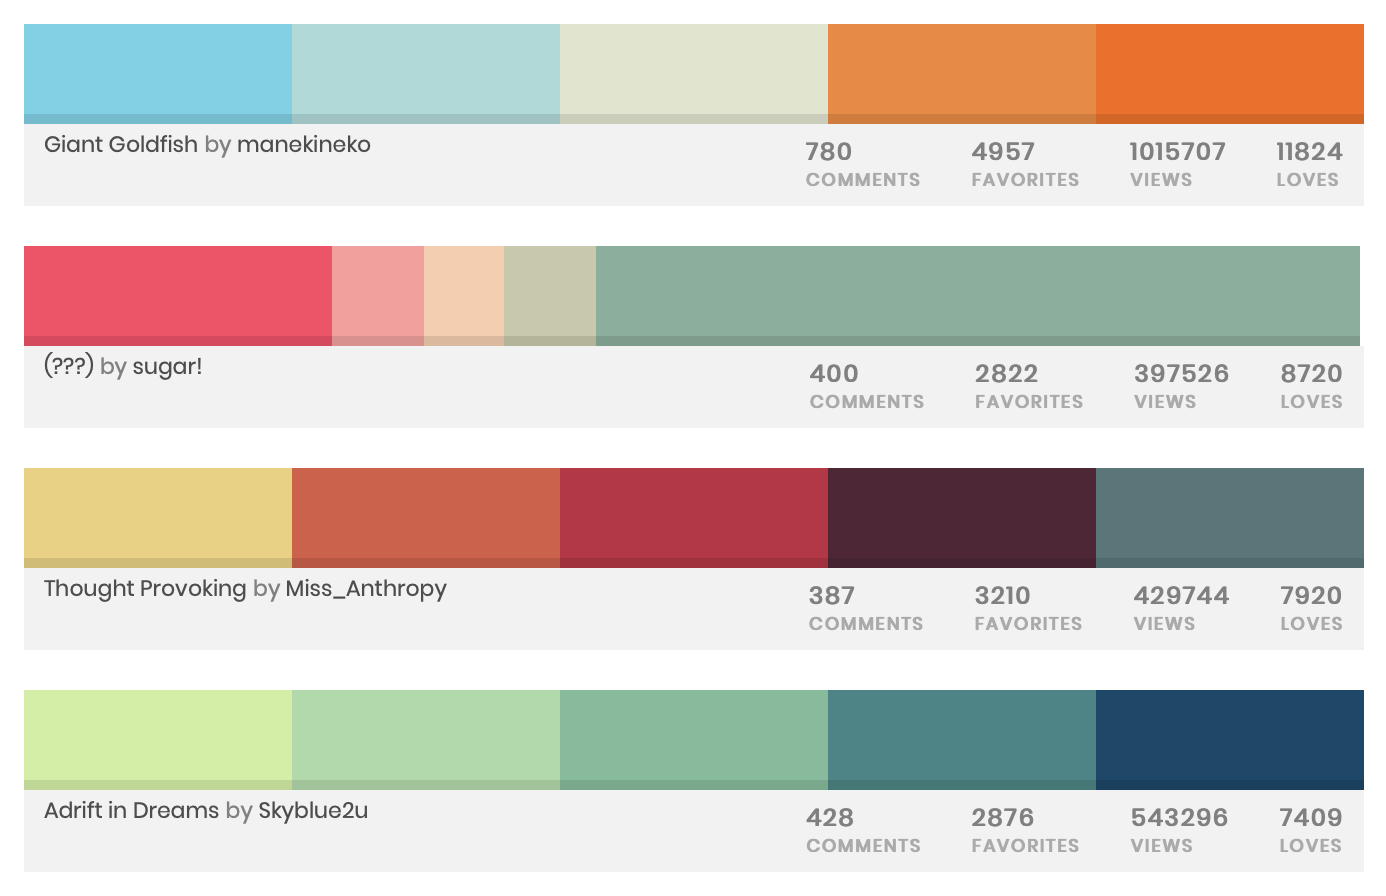 Giant Goldfish by manekineko
780 4957 1015707 11824
COMMENTS FAVORITES VIEWS LOVES
(???) by sugar!
400 2822 397526 8720
COMMENTS FAVORITES VIEWS LOVES
Thought Provoking by Miss_Anthropy
387 3210 429744 7920
COMMENTS FAVORITES VIEWS LOVES
Adrift in Dreams by Skyblue2u
428 2876 543296 7409
COMMENTS FAVORITES VIEWS LOVES